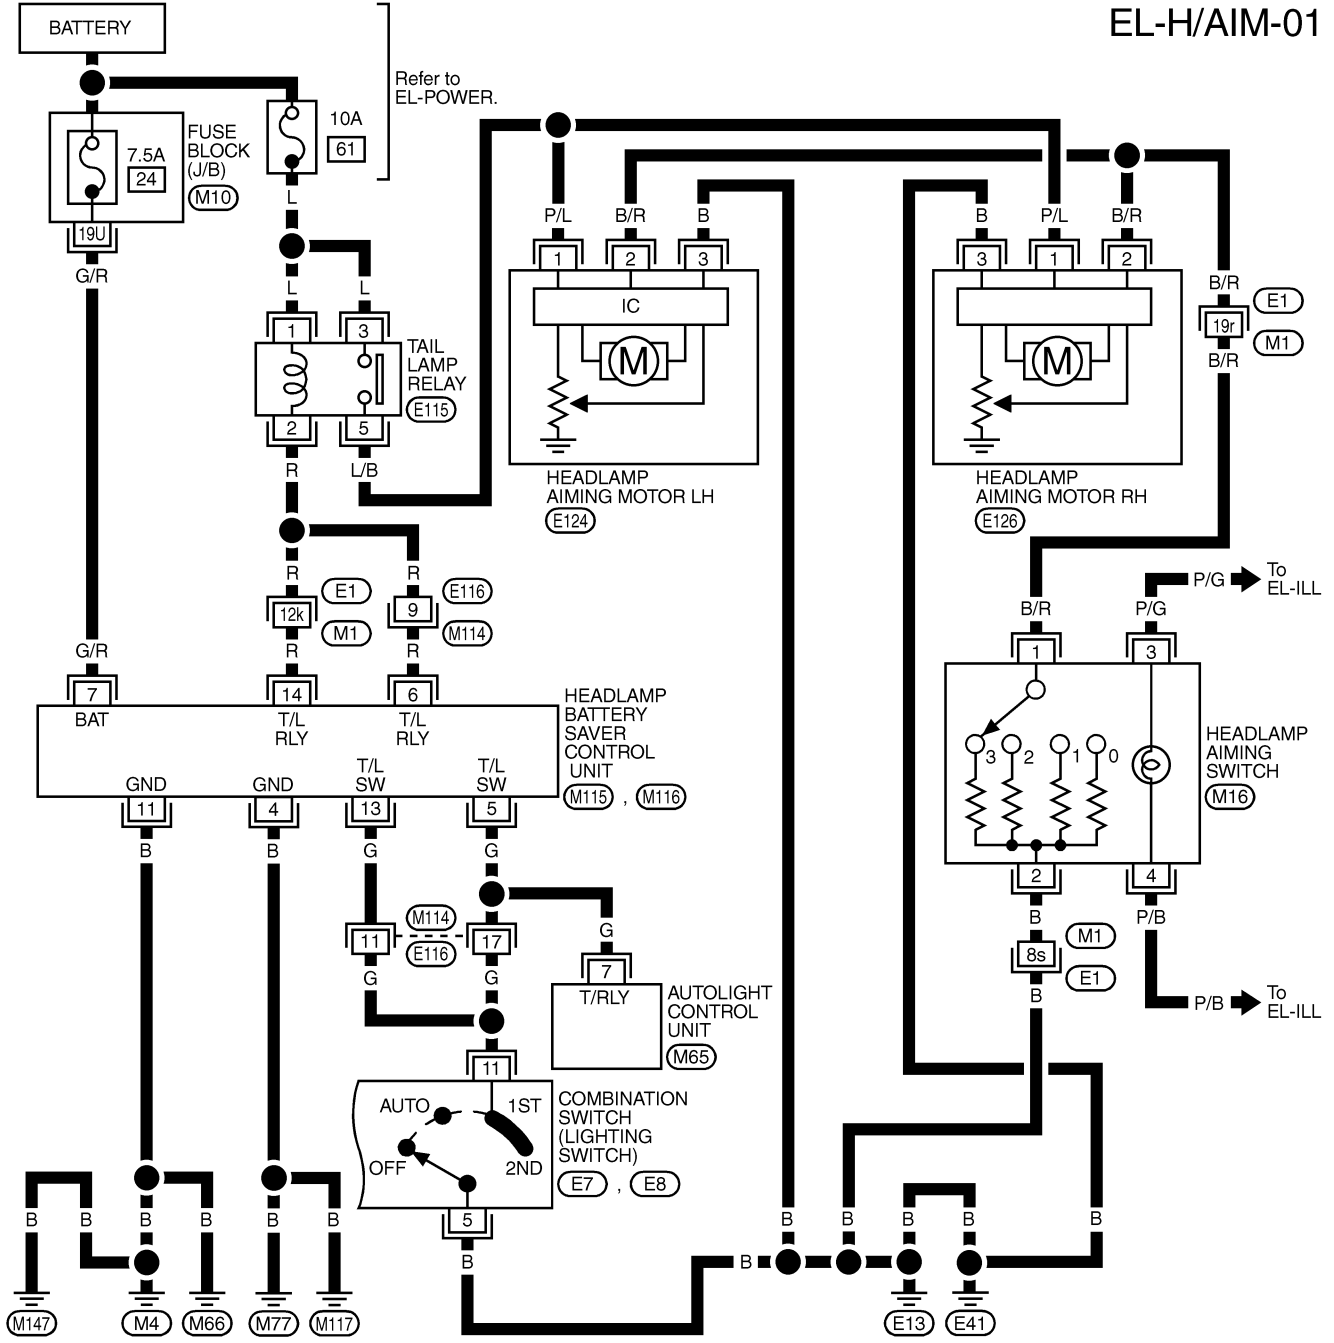 EL-H/AIM-01
BATTERY
Refer to
EL-POWER.
10A
61
FUSE
BLOCK
(J/B)
M10
7.5A
24
19U
G/R
L
L
L
1
3
TAIL
LAMP
RELAY
E115
2
5
R
L/B
P/L
B/R
B
1
2
3
IC
M
HEADLAMP
AIMING MOTOR LH
E124
B
P/L
B/R
3
1
2
M
HEADLAMP
AIMING MOTOR RH
E126
B/R
E1
19r
M1
B/R
R
R
E1
12k
M1
E116
9
M114
R
R
G/R
7
14
6
BAT
T/L
RLY
T/L
RLY
HEADLAMP
BATTERY
SAVER
CONTROL
UNIT
M115 , M116
GND
GND
T/L
SW
T/L
SW
11
4
13
5
B
B
G
G
M114
11
17
E116
G
G
G
7
T/RLY
AUTOLIGHT
CONTROL
UNIT
M65
11
AUTO
1ST
OFF
2ND
COMBINATION
SWITCH
(LIGHTING
SWITCH)
E7 , E8
5
B
P/G
To
EL-ILL
B/R
P/G
1
3
3
2
1
0
HEADLAMP
AIMING
SWITCH
M16
2
4
B
P/B
M1
8s
E1
B
P/B
To
EL-ILL
B
B
B
B
B
B
B
B
B
B
B
B
M147
M4
M66
M77
M117
E13
E41